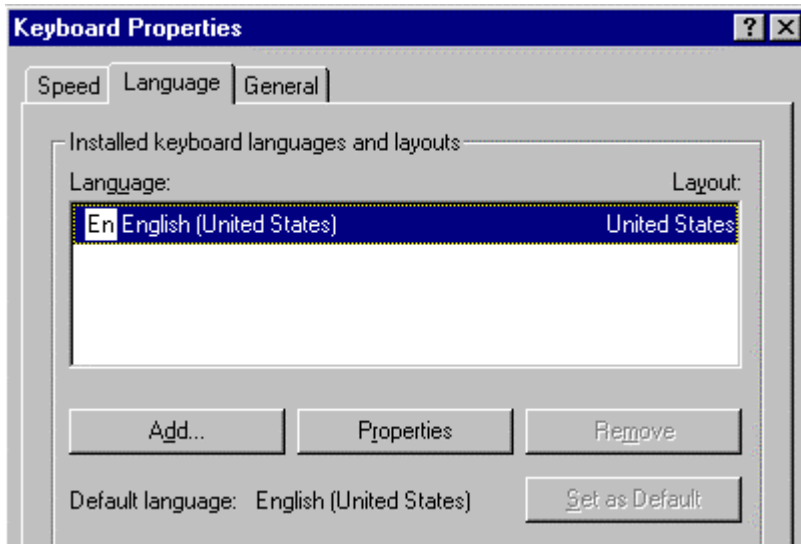 Keyboard Properties ? X
Speed Language General
Installed keyboard languages and layouts
Language: Layout:
En English (United States) United States
Add... Properties Remove
Default language: English (United States) Set as Default